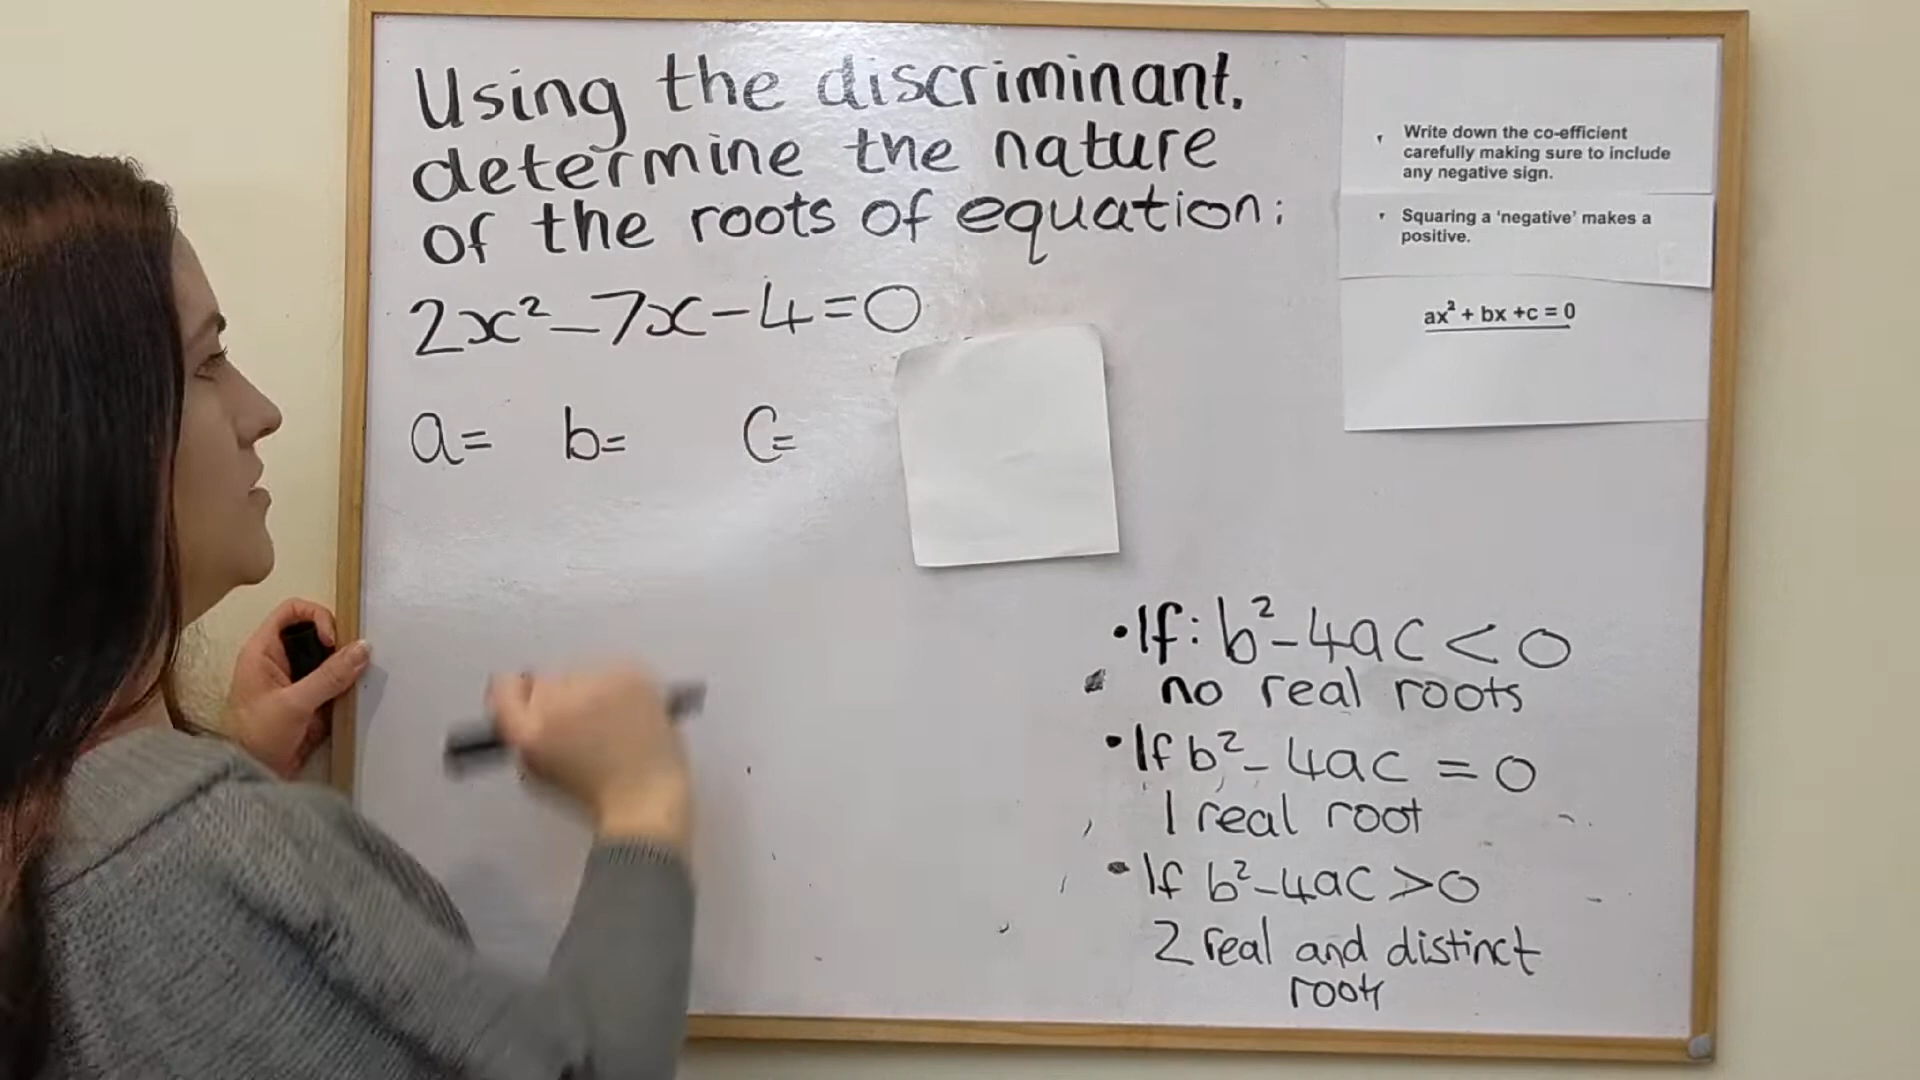 Using the discriminant.
determine the nature
of the roots of equation:
2x²-7x-4=0
a= b= c=
Write down the co-efficient
carefully making sure to include
any negative sign.
Squaring a 'negative' makes a
positive.
ax² + bx +c = 0
• If: b²-4ac < 0
no real roots
• If b²-4ac = 0
1 real root
• If b²-4ac > 0
2 real and distinct
roots